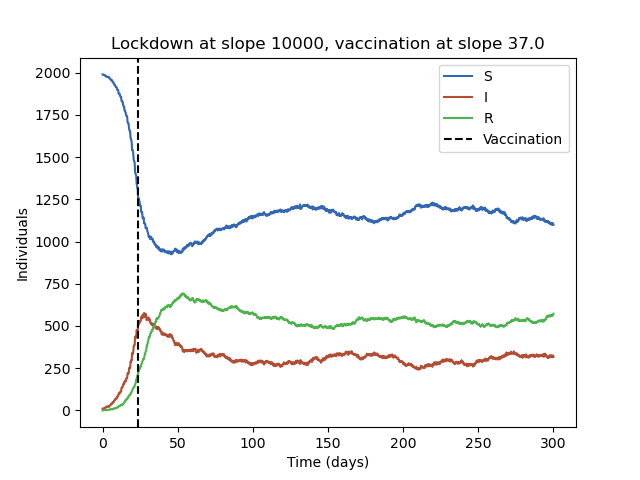 Lockdown at slope 10000, vaccination at slope 37.0
S
I
R
Vaccination
Individuals
2000
1750
1500
1250
1000
750
500
250
0
0 50 100 150 200 250 300
Time (days)